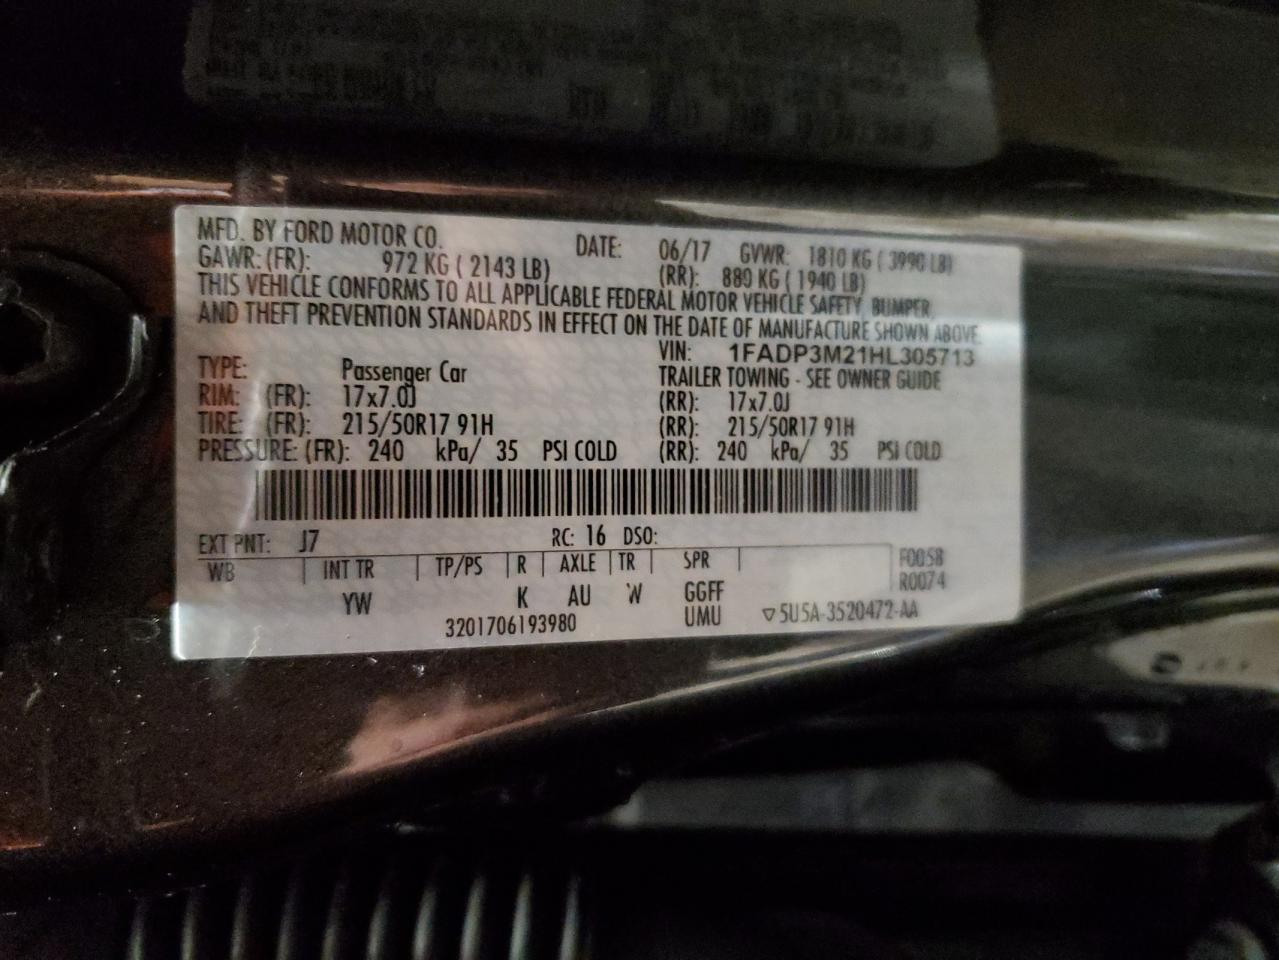 MFD. BY FORD MOTOR CO. DATE: 06/17 GVWR: 1810 KG ( 3990 LB)
GAWR: (FR): 972 KG ( 2143 LB) (RR): 880 KG ( 1940 LB)
THIS VEHICLE CONFORMS TO ALL APPLICABLE FEDERAL MOTOR VEHICLE SAFETY, BUMPER,
AND THEFT PREVENTION STANDARDS IN EFFECT ON THE DATE OF MANUFACTURE SHOWN ABOVE.
VIN: 1FADP3M21HL305713
TYPE: Passenger Car TRAILER TOWING - SEE OWNER GUIDE
RIM: (FR): 17x7.0J (RR): 17x7.0J
TIRE: (FR): 215/50R17 91H (RR): 215/50R17 91H
PRESSURE: (FR): 240 kPa/ 35 PSI COLD (RR): 240 kPa/ 35 PSI COLD
EXT PNT: J7 RC: 16 DSO:
WB INT TR TP/PS R AXLE TR SPR F0058
R0074
YW K AU W GGFF
3201706193980 UMU ▽5U5A-3520472-AA